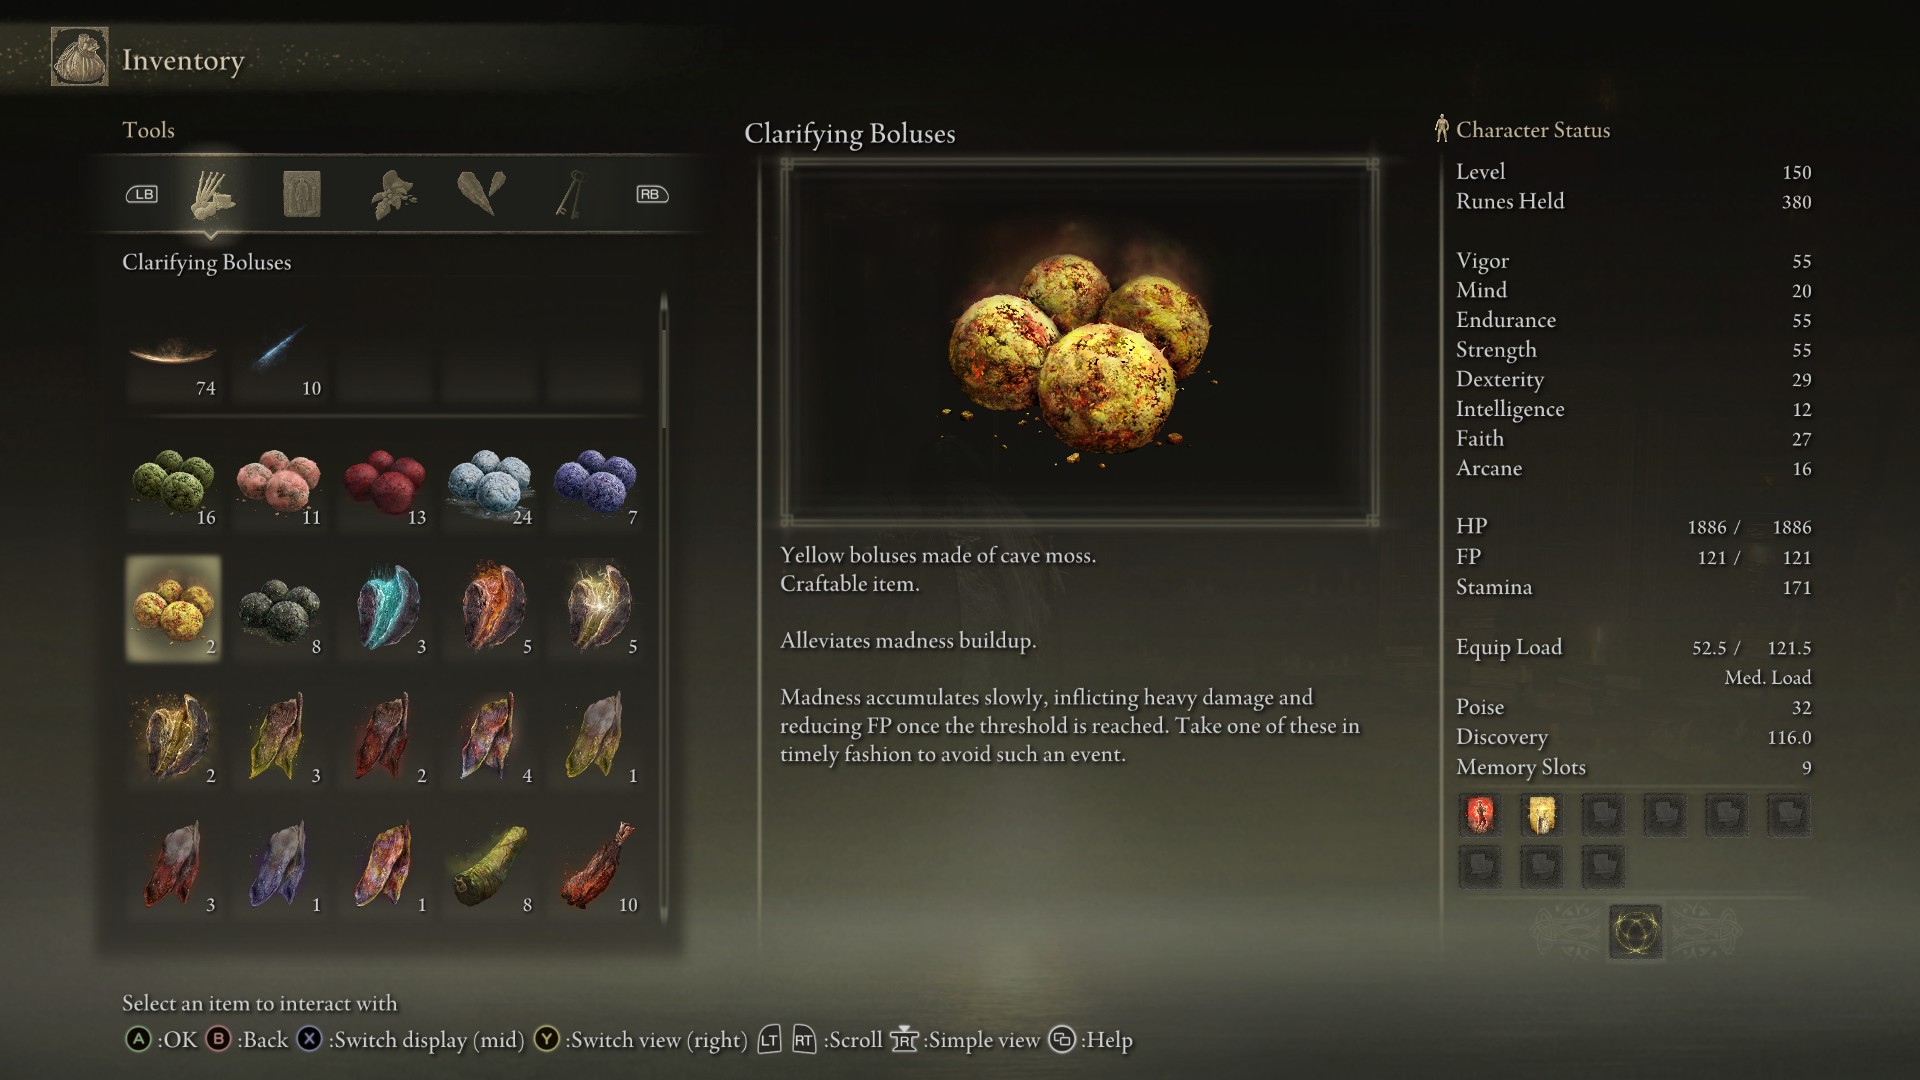 Inventory
Tools
LB
RB
Clarifying Boluses
74
10
16
11
13
24
7
2
8
3
5
5
2
3
2
4
1
3
1
1
8
10
Clarifying Boluses
Yellow boluses made of cave moss.
Craftable item.
Alleviates madness buildup.
Madness accumulates slowly, inflicting heavy damage and
reducing FP once the threshold is reached. Take one of these in
timely fashion to avoid such an event.
Character Status
Level 150
Runes Held 380
Vigor 55
Mind 20
Endurance 55
Strength 55
Dexterity 29
Intelligence 12
Faith 27
Arcane 16
HP 1886 / 1886
FP 121 / 121
Stamina 171
Equip Load 52.5 / 121.5
Med. Load
Poise 32
Discovery 116.0
Memory Slots 9
Select an item to interact with
A :OK B :Back X :Switch display (mid) Y :Switch view (right) LT RT :Scroll R :Simple view :Help